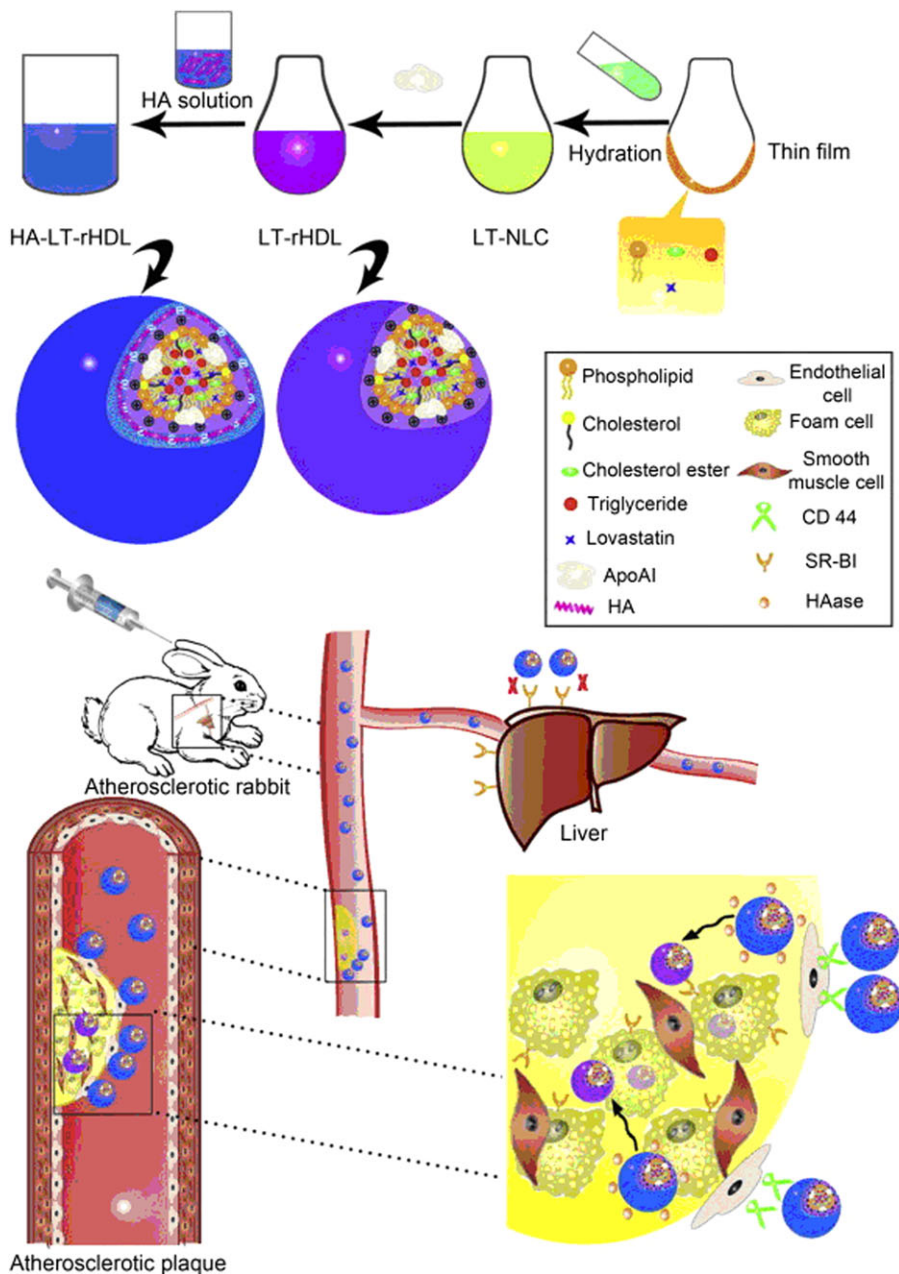 HA solution
Hydration
Thin film
HA-LT-rHDL
LT-rHDL
LT-NLC
Phospholipid
Cholesterol
Cholesterol ester
Triglyceride
Lovastatin
ApoAI
HA
Endothelial
cell
Foam cell
Smooth
muscle cell
CD 44
SR-BI
HAase
Atherosclerotic rabbit
Liver
Atherosclerotic plaque